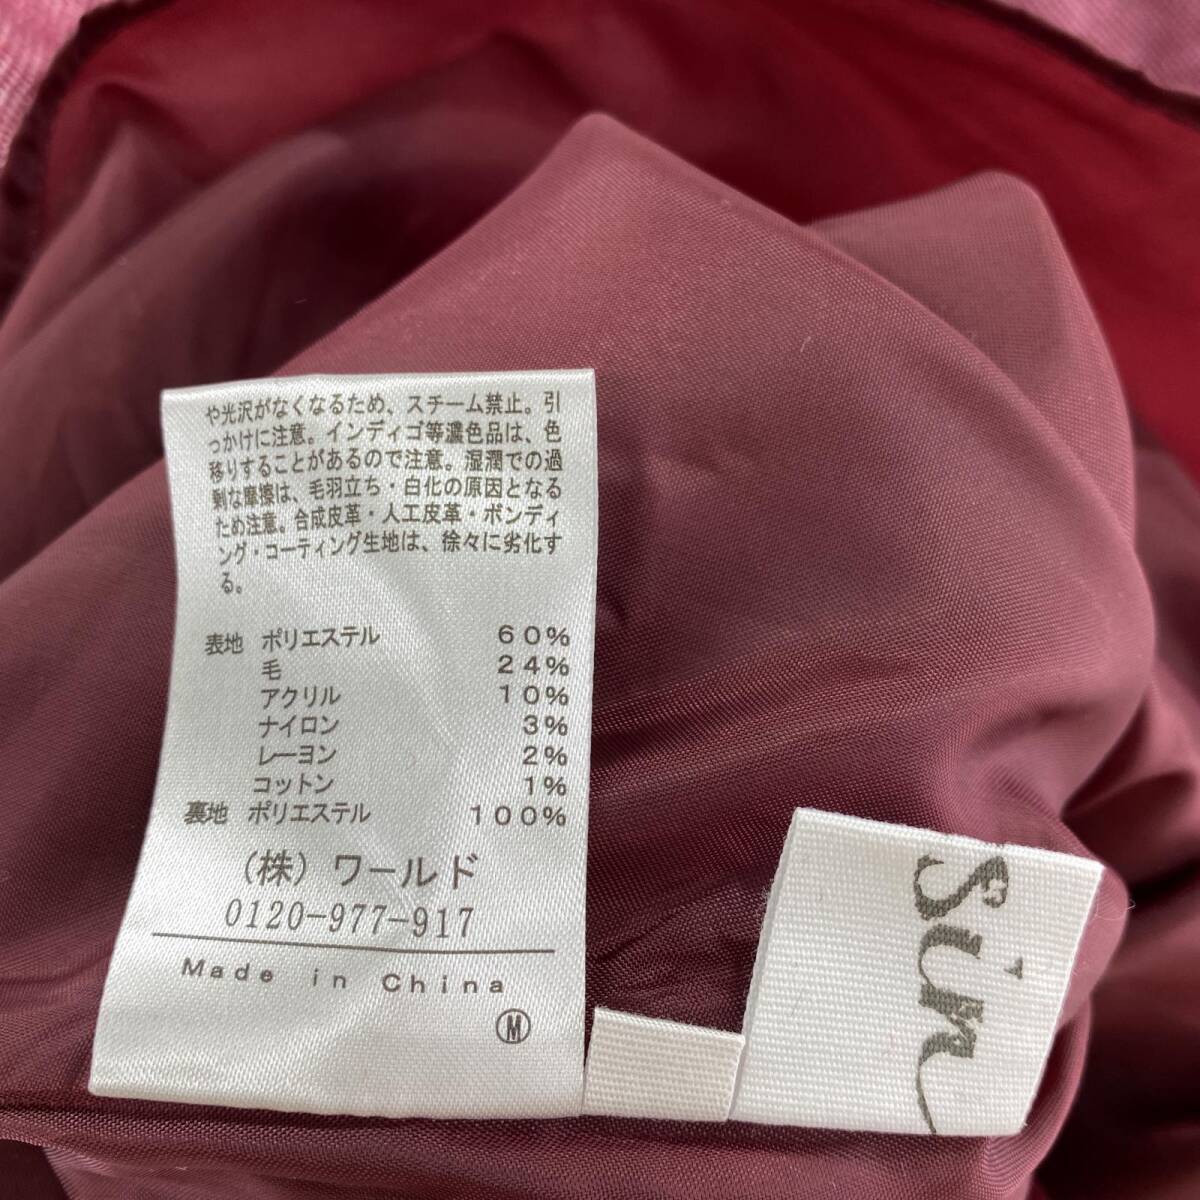 や光沢がなくなるため、スチーム禁止。引
っかけに注意。インディゴ等濃色品は、色
移りすることがあるので注意。湿潤での過
剰な摩擦は、毛羽立ち・白化の原因となる
ため注意。合成皮革・人工皮革・ボンディ
ング・コーティング生地は、徐々に劣化す
る。
表地 ポリエステル 60%
毛 24%
アクリル 10%
ナイロン 3%
レーヨン 2%
コットン 1%
裏地 ポリエステル 100%
(株)ワールド
0120-977-917
Made in China
M
Sin